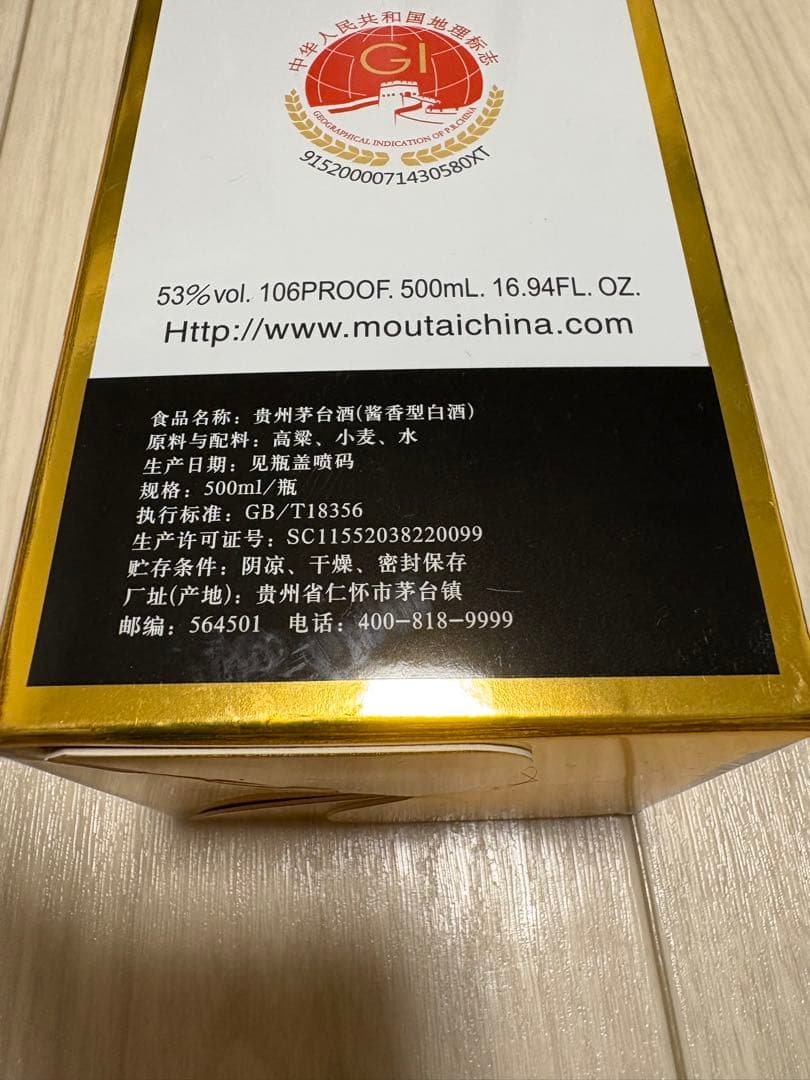 中华人民共和国地理标志
GI
GEOGRAPHICAL INDICATION OF P.R.CHINA
9152000071430580XT
53%vol. 106PROOF. 500mL. 16.94FL. OZ.
Http://www.moutaichina.com
食品名称：贵州茅台酒(酱香型白酒)
原料与配料：高粱、小麦、水
生产日期：见瓶盖喷码
规格：500ml/瓶
执行标准：GB/T18356
生产许可证号：SC11552038220099
贮存条件：阴凉、干燥、密封保存
厂址(产地)：贵州省仁怀市茅台镇
邮编：564501 电话：400-818-9999